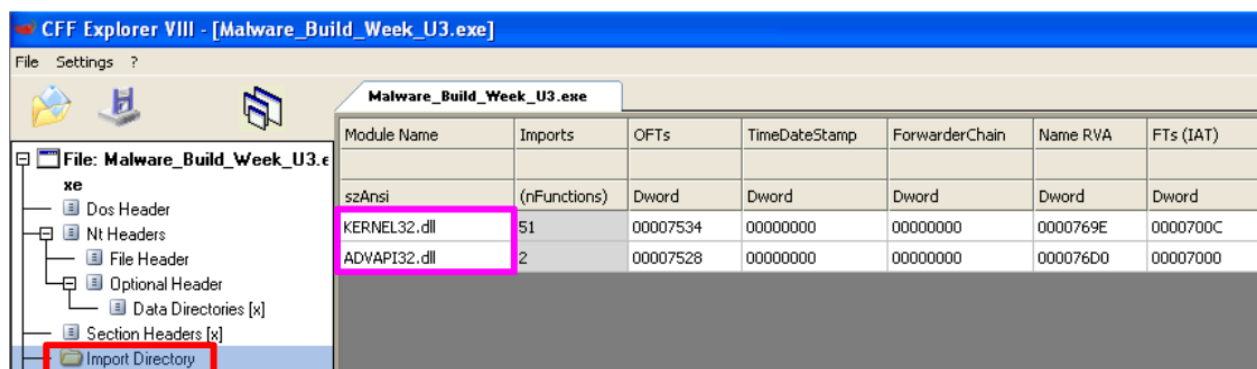 CFF Explorer VIII - [Malware_Build_Week_U3.exe]
File Settings ?
Malware_Build_Week_U3.exe
Module Name Imports OFTs TimeDateStamp ForwarderChain Name RVA FTs (IAT)
szAnsi (nFunctions) Dword Dword Dword Dword Dword
KERNEL32.dll 51 00007534 00000000 00000000 0000769E 0000700C
ADVAPI32.dll 2 00007528 00000000 00000000 000076D0 00007000
File: Malware_Build_Week_U3.e
xe
Dos Header
Nt Headers
File Header
Optional Header
Data Directories [x]
Section Headers [x]
Import Directory